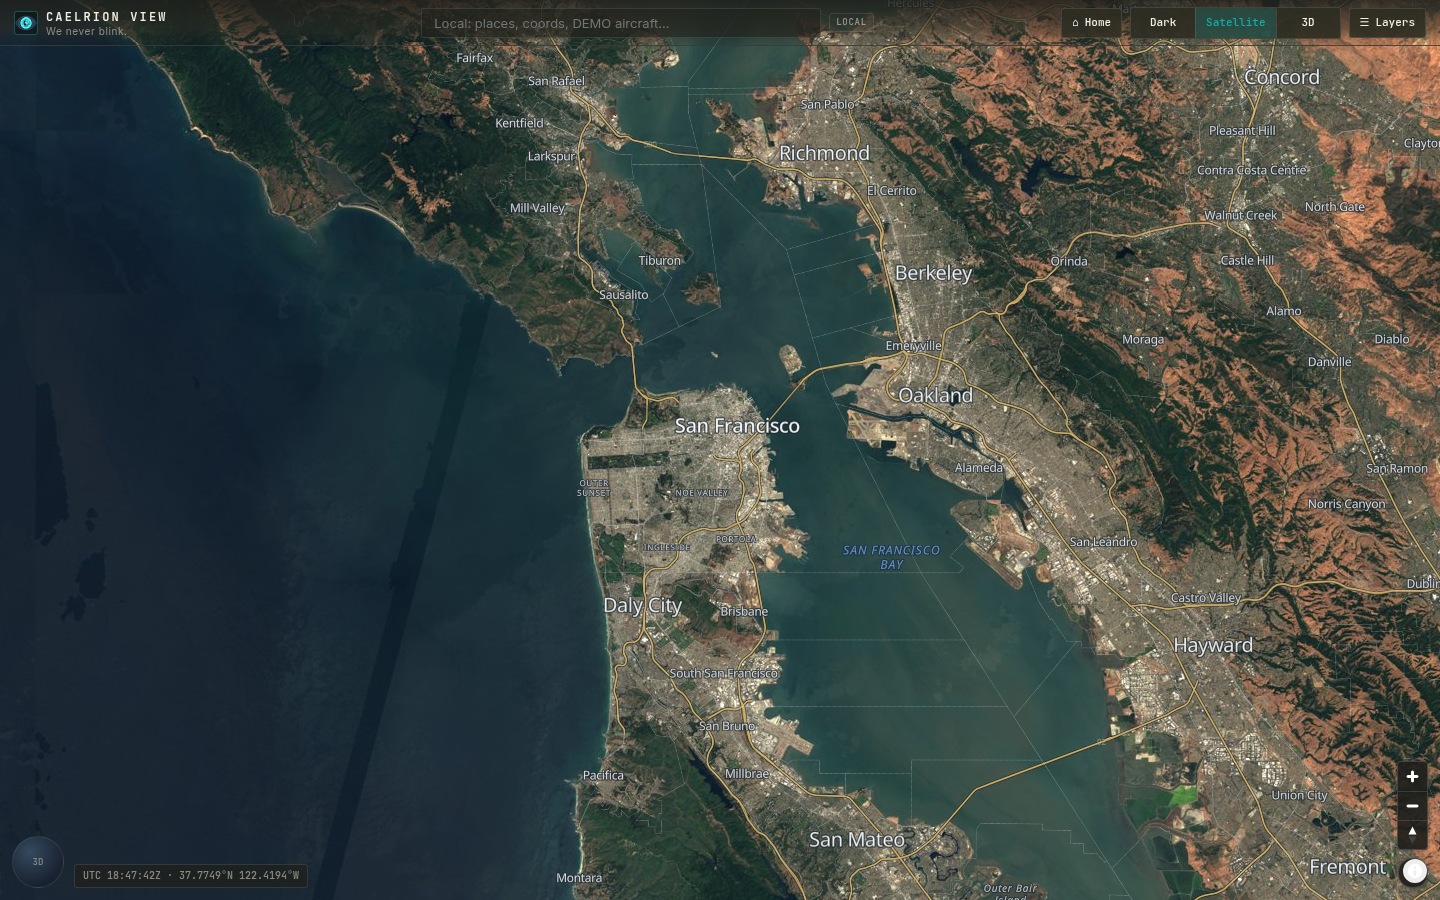 CAELRION VIEW
We never blink.
Local: places, coords, DEMO aircraft...
LOCAL
⌂ Home
Dark
Satellite
3D
☰ Layers
Hercules
Fairfax
San Rafael
Concord
San Pablo
Kentfield
Pleasant Hill
Clayton
Larkspur
Richmond
Contra Costa Centre
El Cerrito
Mill Valley
North Gate
Walnut Creek
Tiburon
Orinda
Castle Hill
Berkeley
Sausalito
Alamo
Emeryville
Moraga
Diablo
Danville
Oakland
San Francisco
Alameda
San Ramon
OUTER
SUNSET
NOE VALLEY
Norris Canyon
INGLESIDE
PORTOLA
San Leandro
SAN FRANCISCO
BAY
Dublin
Castro Valley
Daly City
Brisbane
Hayward
South San Francisco
San Bruno
Pacifica
Millbrae
Union City
San Mateo
3D
UTC 18:47:42Z · 37.7749°N 122.4194°W
Montara
Fremont
Outer Bair
Island